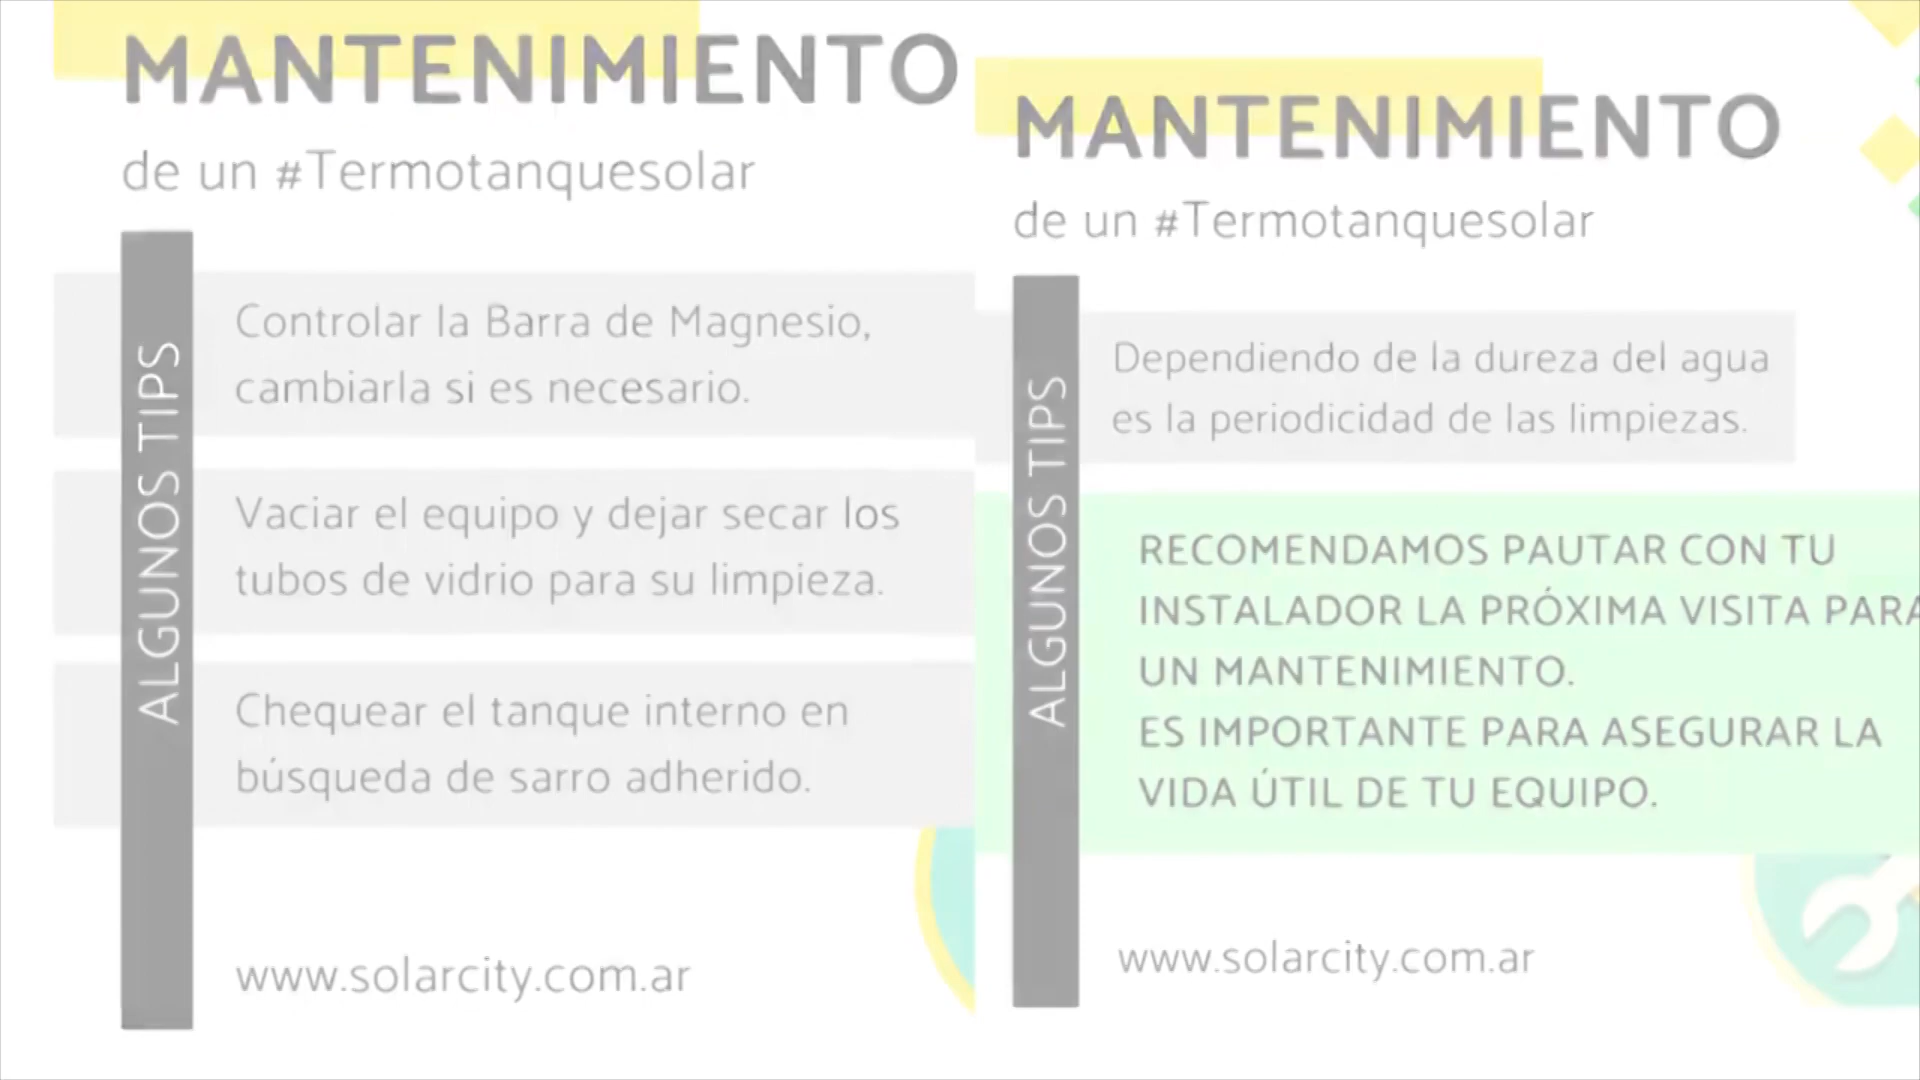 MANTENIMIENTO
de un #Termotanquesolar
ALGUNOS TIPS
Controlar la Barra de Magnesio,
cambiarla si es necesario.
Vaciar el equipo y dejar secar los
tubos de vidrio para su limpieza.
Chequear el tanque interno en
búsqueda de sarro adherido.
www.solarcity.com.ar
MANTENIMIENTO
de un #Termotanquesolar
ALGUNOS TIPS
Dependiendo de la dureza del agua
es la periodicidad de las limpiezas.
RECOMENDAMOS PAUTAR CON TU
INSTALADOR LA PRÓXIMA VISITA PARA
UN MANTENIMIENTO.
ES IMPORTANTE PARA ASEGURAR LA
VIDA ÚTIL DE TU EQUIPO.
www.solarcity.com.ar